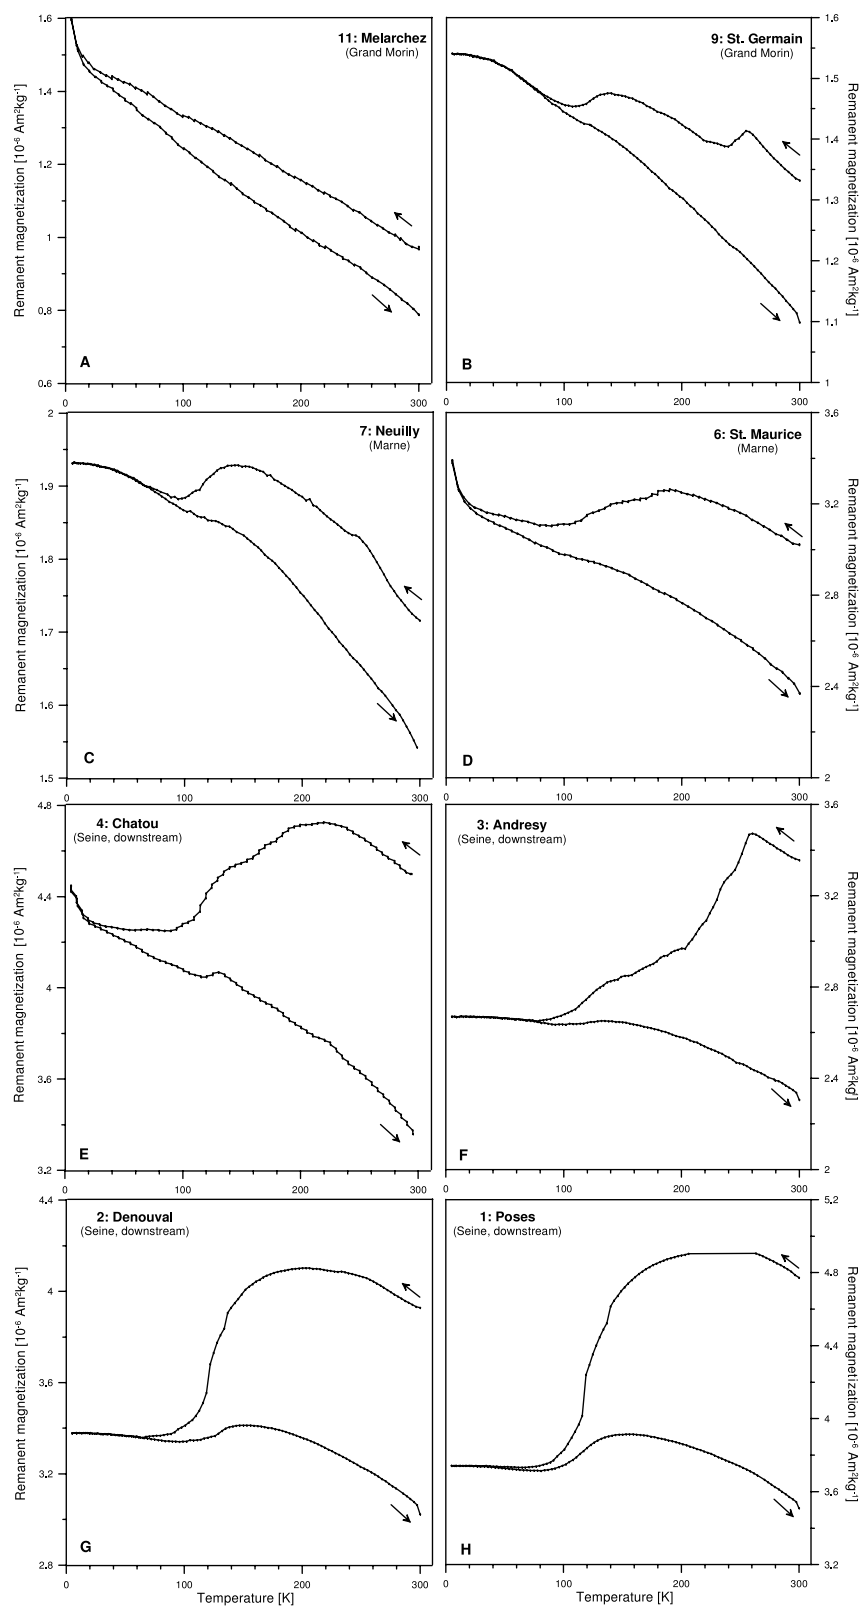 11: Melarchez
(Grand Morin)
Remanent magnetization [10-6 Am2kg-1]
1.6
1.4
1.2
1
0.8
0.6
A
0
100
200
300
9: St. Germain
(Grand Morin)
Remanent magnetization [10-6 Am2kg-1]
1.6
1.5
1.4
1.3
1.2
1.1
1
B
0
100
200
300
7: Neuilly
(Marne)
Remanent magnetization [10-6 Am2kg-1]
2
1.9
1.8
1.7
1.6
1.5
C
0
100
200
300
6: St. Maurice
(Marne)
Remanent magnetization [10-6 Am2kg-1]
3.6
3.2
2.8
2.4
2
D
0
100
200
300
4: Chatou
(Seine, downstream)
Remanent magnetization [10-6 Am2kg-1]
4.8
4.4
4
3.6
3.2
E
0
100
200
300
3: Andresy
(Seine, downstream)
Remanent magnetization [10-6 Am2kg]
3.6
3.2
2.8
2.4
2
F
0
100
200
300
2: Denouval
(Seine, downstream)
Remanent magnetization [10-6 Am2kg-1]
4.4
4
3.6
3.2
2.8
G
0
100
200
300
Temperature [K]
1: Poses
(Seine, downstream)
Remanent magnetization [10-6 Am2kg-1]
5.2
4.8
4.4
4
3.6
3.2
H
0
100
200
300
Temperature [K]